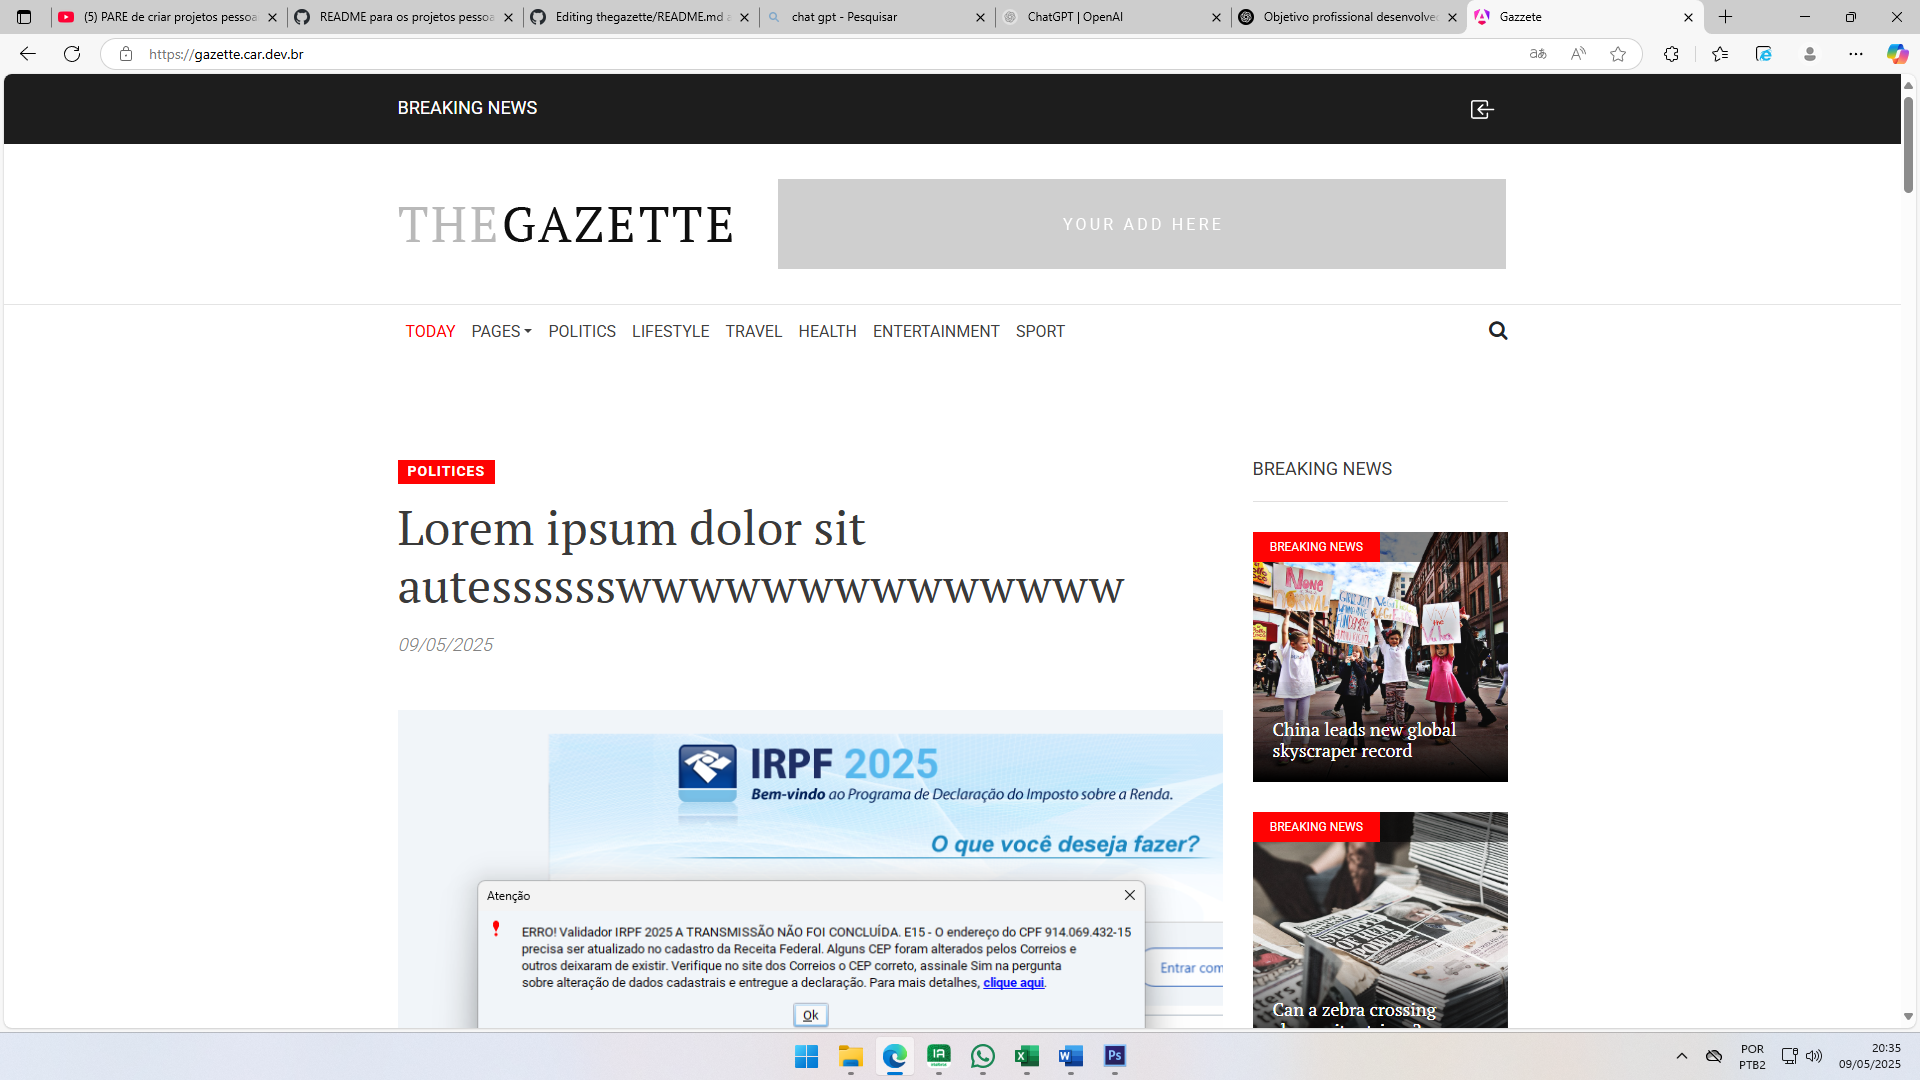 (5) PARE de criar projetos pessoa
README para os projetos pessoa
Editing thegazette/README.md a
chat gpt - Pesquisar
ChatGPT | OpenAI
Objetivo profissional desenvolved
Gazzete
https://gazette.car.dev.br
BREAKING NEWS
THEGAZETTE
YOUR ADD HERE
TODAY PAGES POLITICS LIFESTYLE TRAVEL HEALTH ENTERTAINMENT SPORT
POLITICES
Lorem ipsum dolor sit
autesssssswwwwwwwwwwwwww
09/05/2025
IRPF 2025
Bem-vindo ao Programa de Declaração do Imposto sobre a Renda.
O que você deseja fazer?
Atenção
ERRO! Validador IRPF 2025 A TRANSMISSÃO NÃO FOI CONCLUÍDA. E15 - O endereço do CPF 914.069.432-15
precisa ser atualizado no cadastro da Receita Federal. Alguns CEP foram alterados pelos Correios e
outros deixaram de existir. Verifique no site dos Correios o CEP correto, assinale Sim na pergunta
sobre alteração de dados cadastrais e entregue a declaração. Para mais detalhes, clique aqui.
Ok
Entrar com
BREAKING NEWS
BREAKING NEWS
China leads new global
skyscraper record
BREAKING NEWS
Can a zebra crossing
POR
PTB2
20:35
09/05/2025